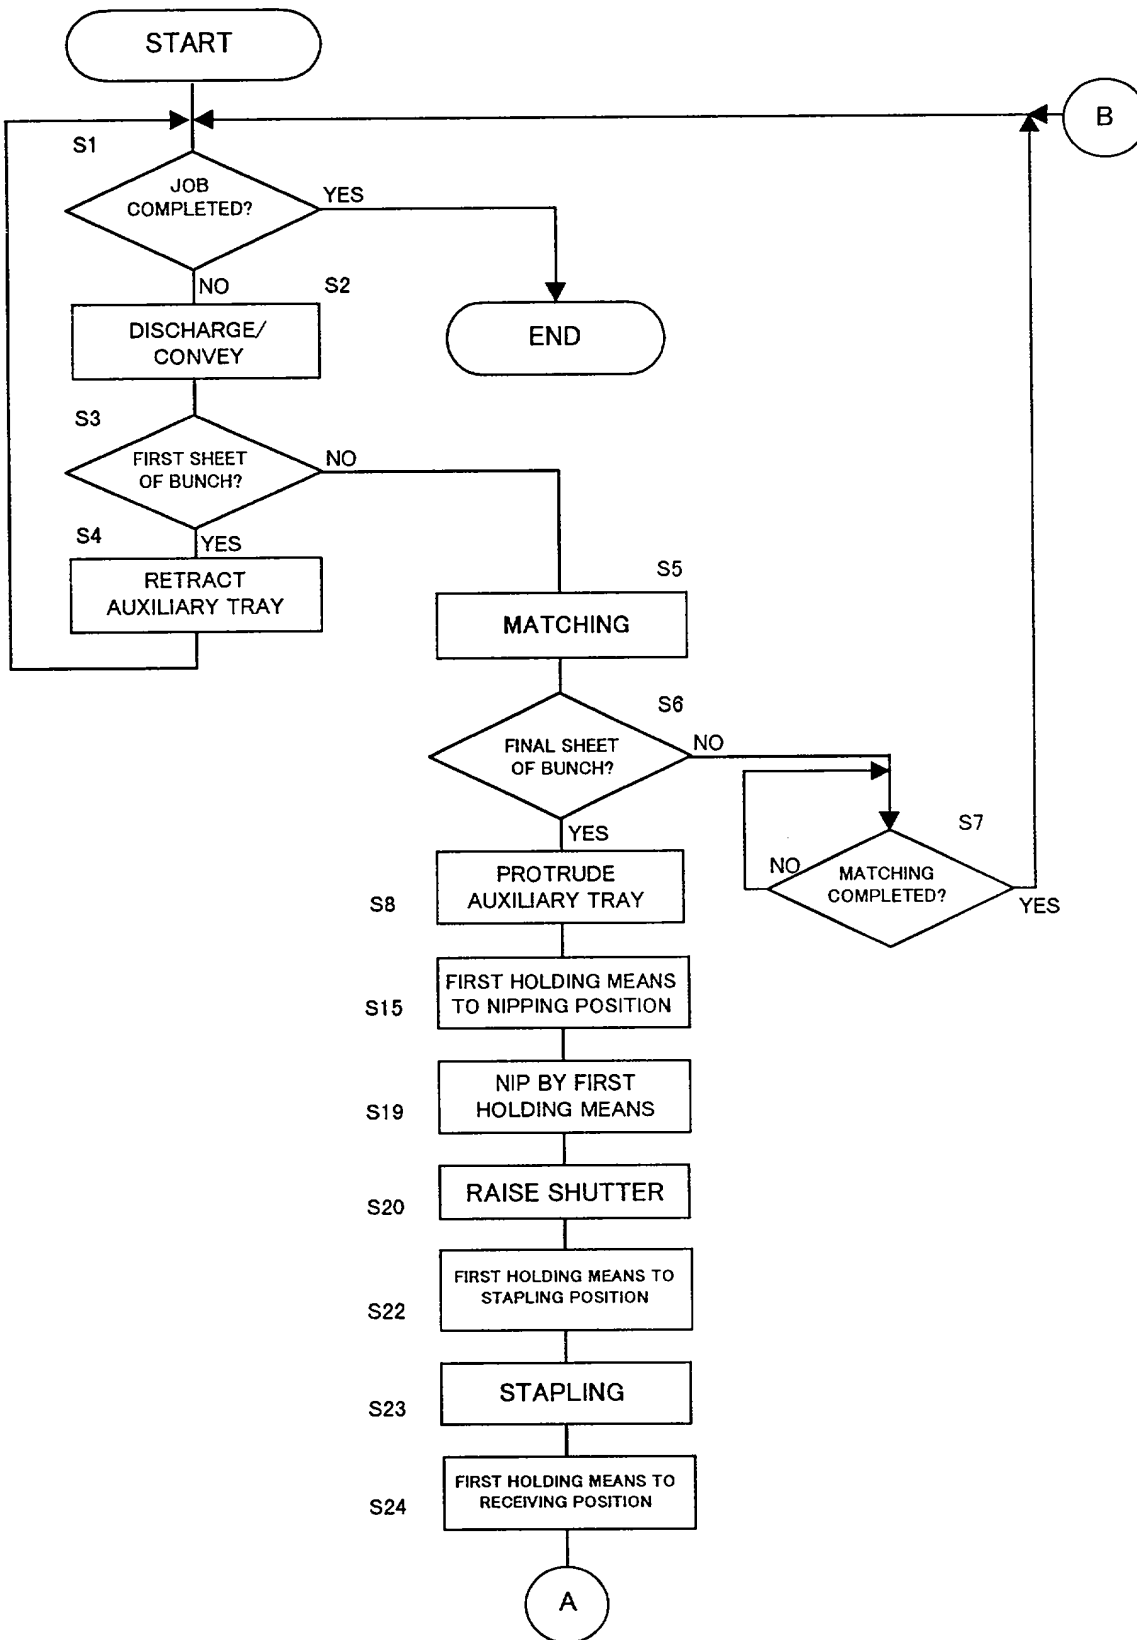 START
B
S1
JOB
COMPLETED?
YES
NO
S2
DISCHARGE/
CONVEY
END
S3
FIRST SHEET
OF BUNCH?
NO
S4
YES
RETRACT
AUXILIARY TRAY
S5
MATCHING
S6
FINAL SHEET
OF BUNCH?
NO
YES
S7
NO
MATCHING
COMPLETED?
YES
PROTRUDE
AUXILIARY TRAY
S8
FIRST HOLDING MEANS
TO NIPPING POSITION
S15
NIP BY FIRST
HOLDING MEANS
S19
RAISE SHUTTER
S20
FIRST HOLDING MEANS TO
STAPLING POSITION
S22
STAPLING
S23
FIRST HOLDING MEANS TO
RECEIVING POSITION
S24
A